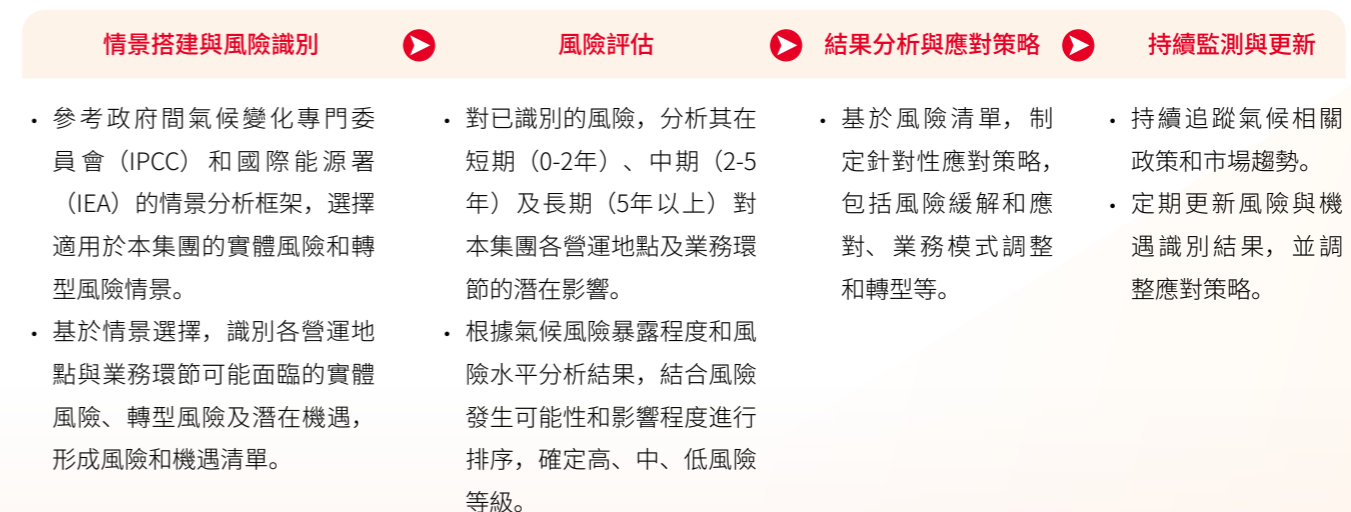 情景搭建與風險識別
風險評估
結果分析與應對策略
持續監測與更新
• 參考政府間氣候變化專門委
員會（IPCC）和國際能源署
（IEA）的情景分析框架，選擇
適用於本集團的實體風險和轉
型風險情景。
• 基於情景選擇，識別各營運地
點與業務環節可能面臨的實體
風險、轉型風險及潛在機遇，
形成風險和機遇清單。
• 對已識別的風險，分析其在
短期（0-2年）、中期（2-5
年）及長期（5年以上）對
本集團各營運地點及業務環
節的潛在影響。
• 根據氣候風險暴露程度和風
險水平分析結果，結合風險
發生可能性和影響程度進行
排序，確定高、中、低風險
等級。
• 基於風險清單，制
定針對性應對策略，
包括風險緩解和應
對、業務模式調整
和轉型等。
• 持續追蹤氣候相關
政策和市場趨勢。
• 定期更新風險與機
遇識別結果，並調
整應對策略。